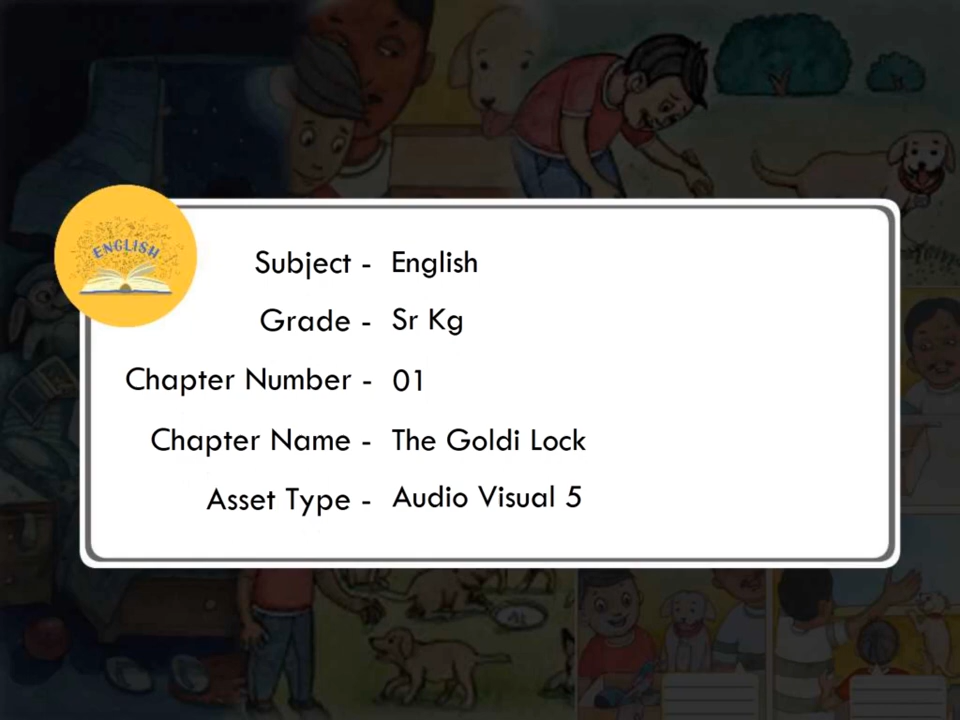 ENGLISH
Subject - English
Grade - Sr Kg
Chapter Number - 01
Chapter Name - The Goldi Lock
Asset Type - Audio Visual 5